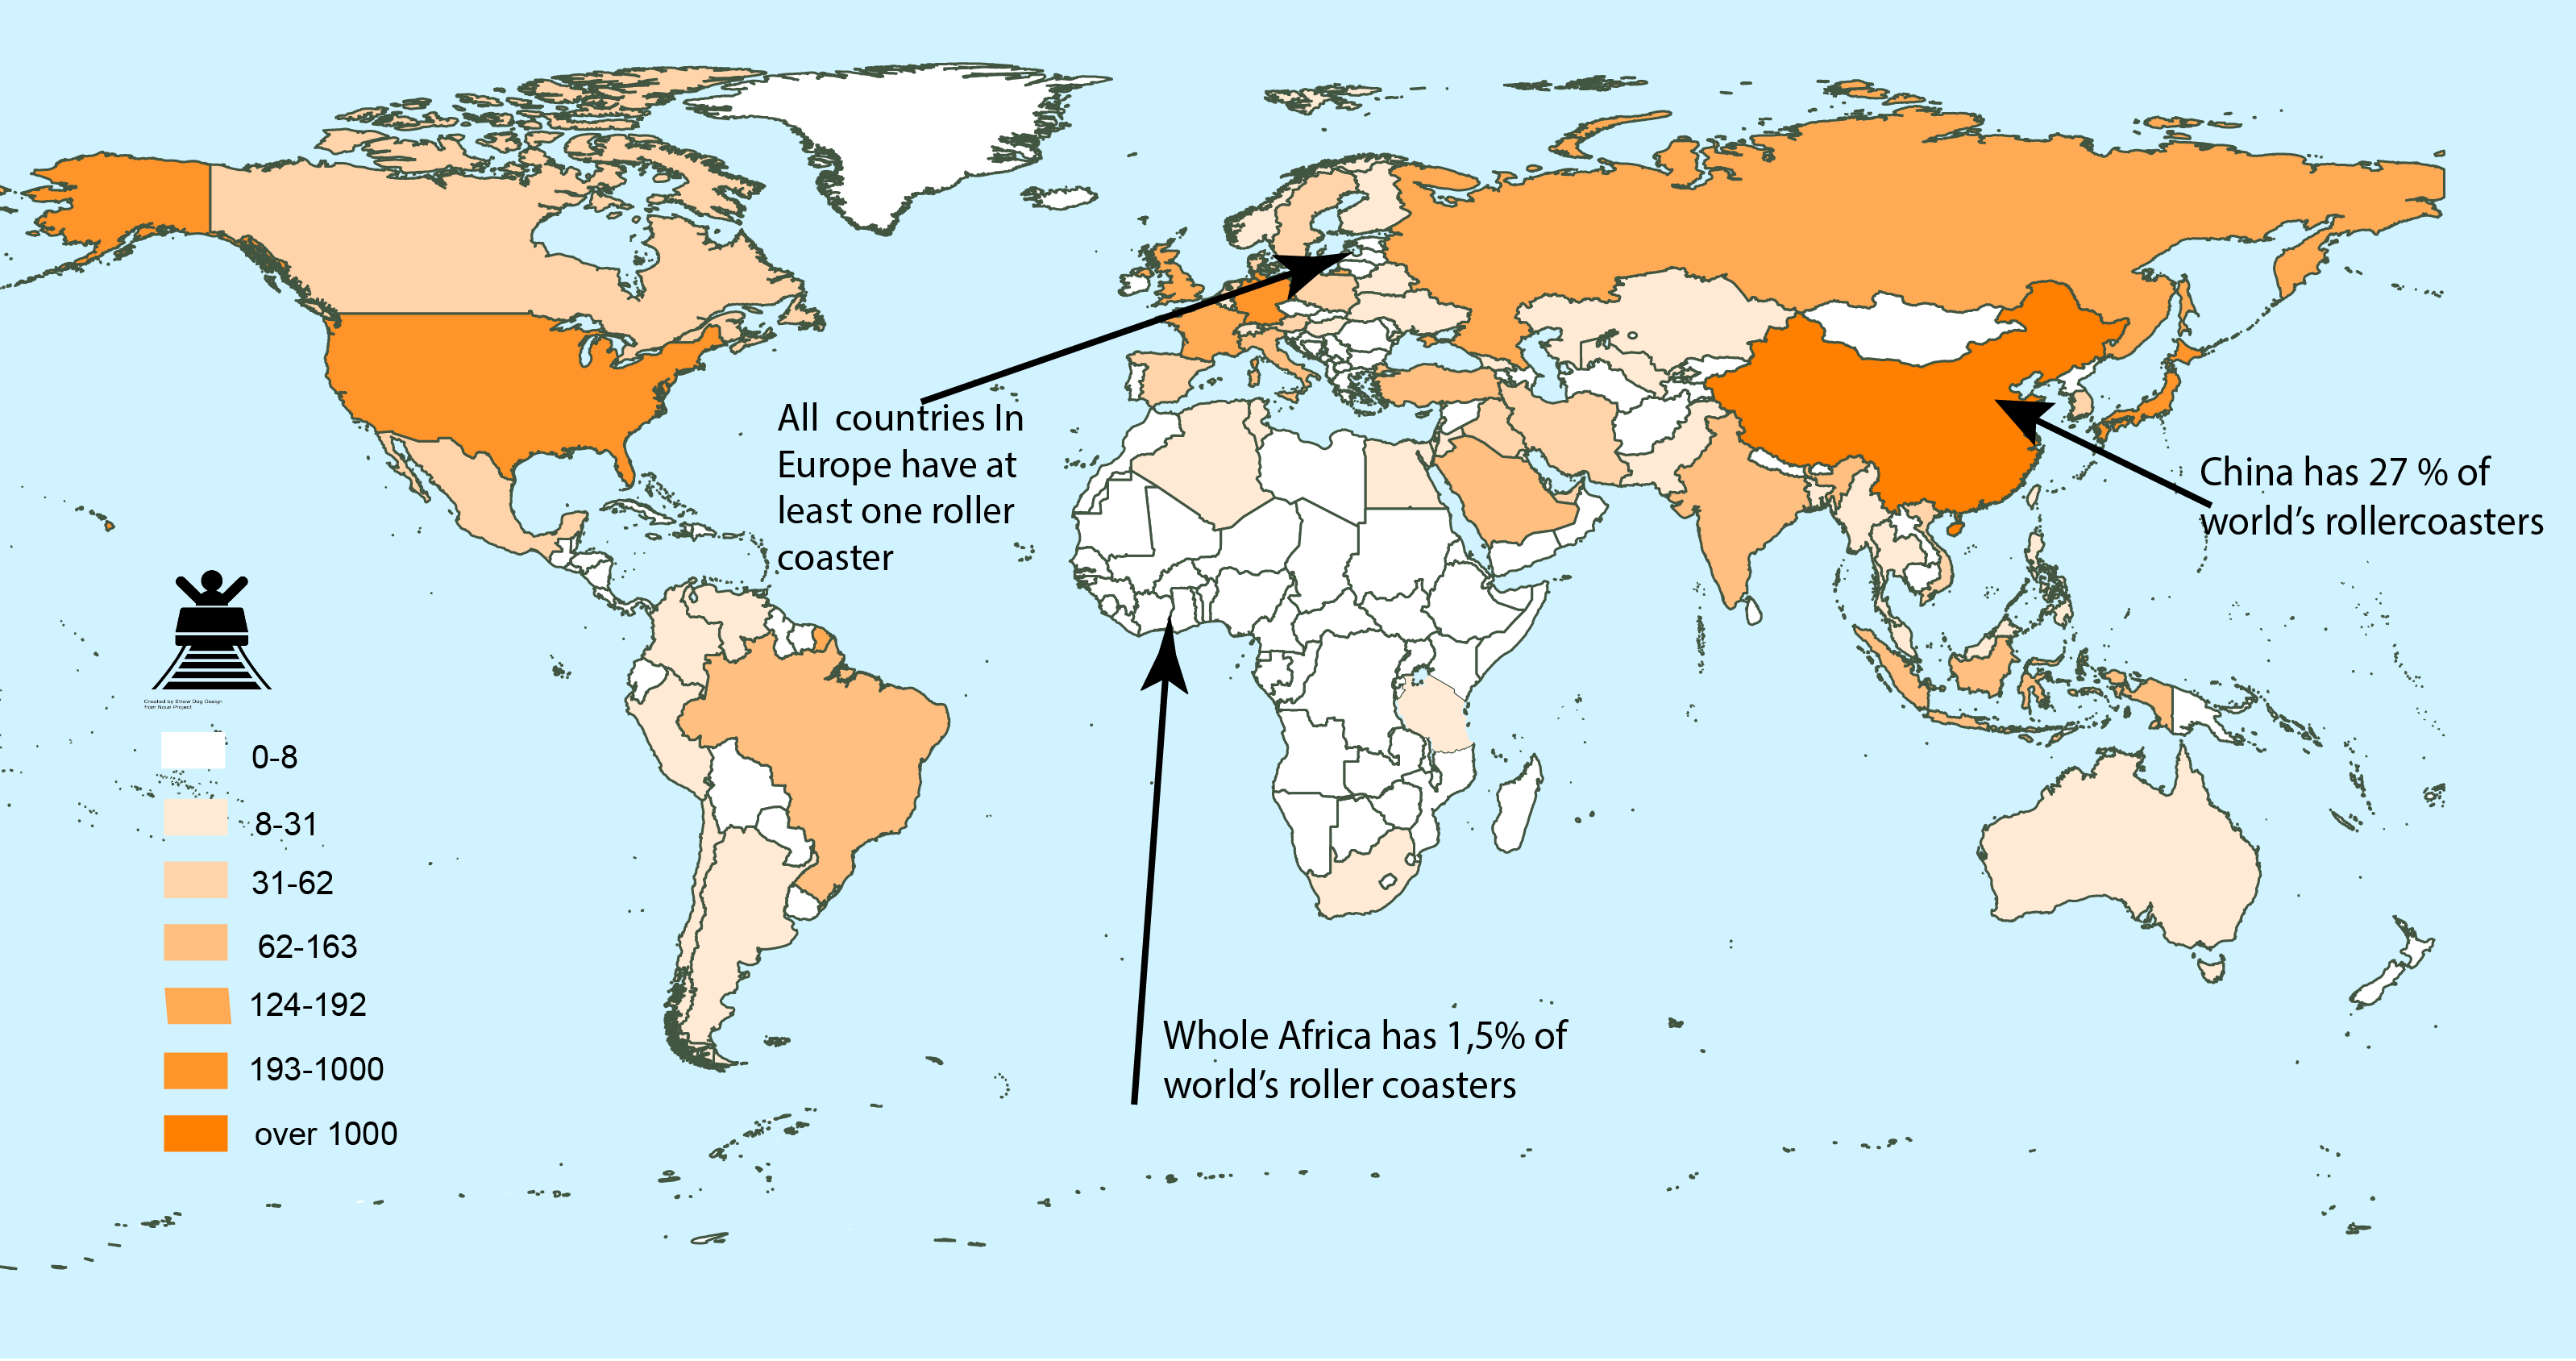 All  countries In
Europe have at
least one roller
coaster
China has 27 % of
world’s rollercoasters
Created by Straw Dog Design
from Noun Project
0-8
8-31
31-62
62-163
124-192
193-1000
over 1000
Whole Africa has 1,5% of
world’s roller coasters